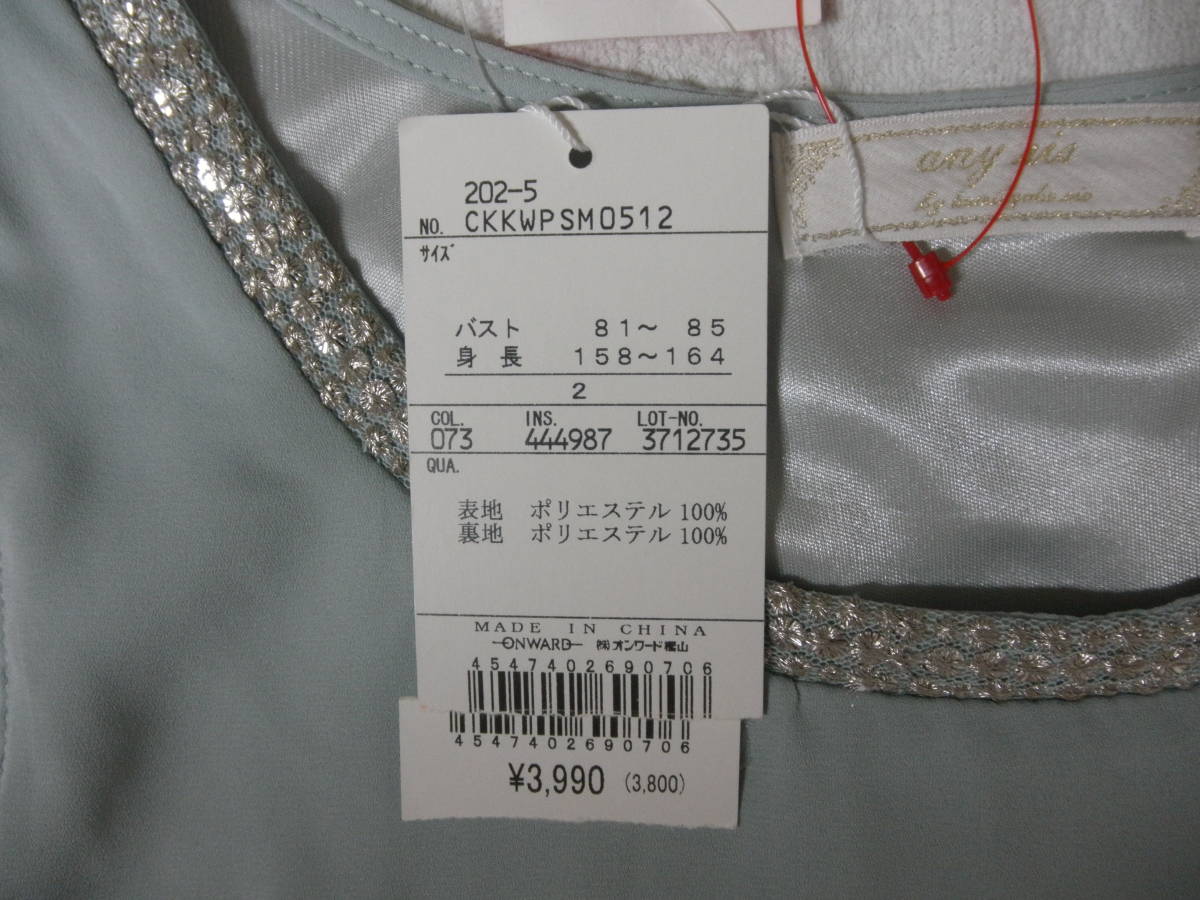 202-5
NO. CKKWPSM0512
サイズ
バスト 81〜 85
身 長 158〜164
2
COL. INS. LOT-NO.
073 444987 3712735
QUA.
表地 ポリエステル 100%
裏地 ポリエステル 100%
MADE IN CHINA
ONWARD ㈱オンワード樫山
4547402690706
4547402690706
¥3,990 (3,800)
any sis